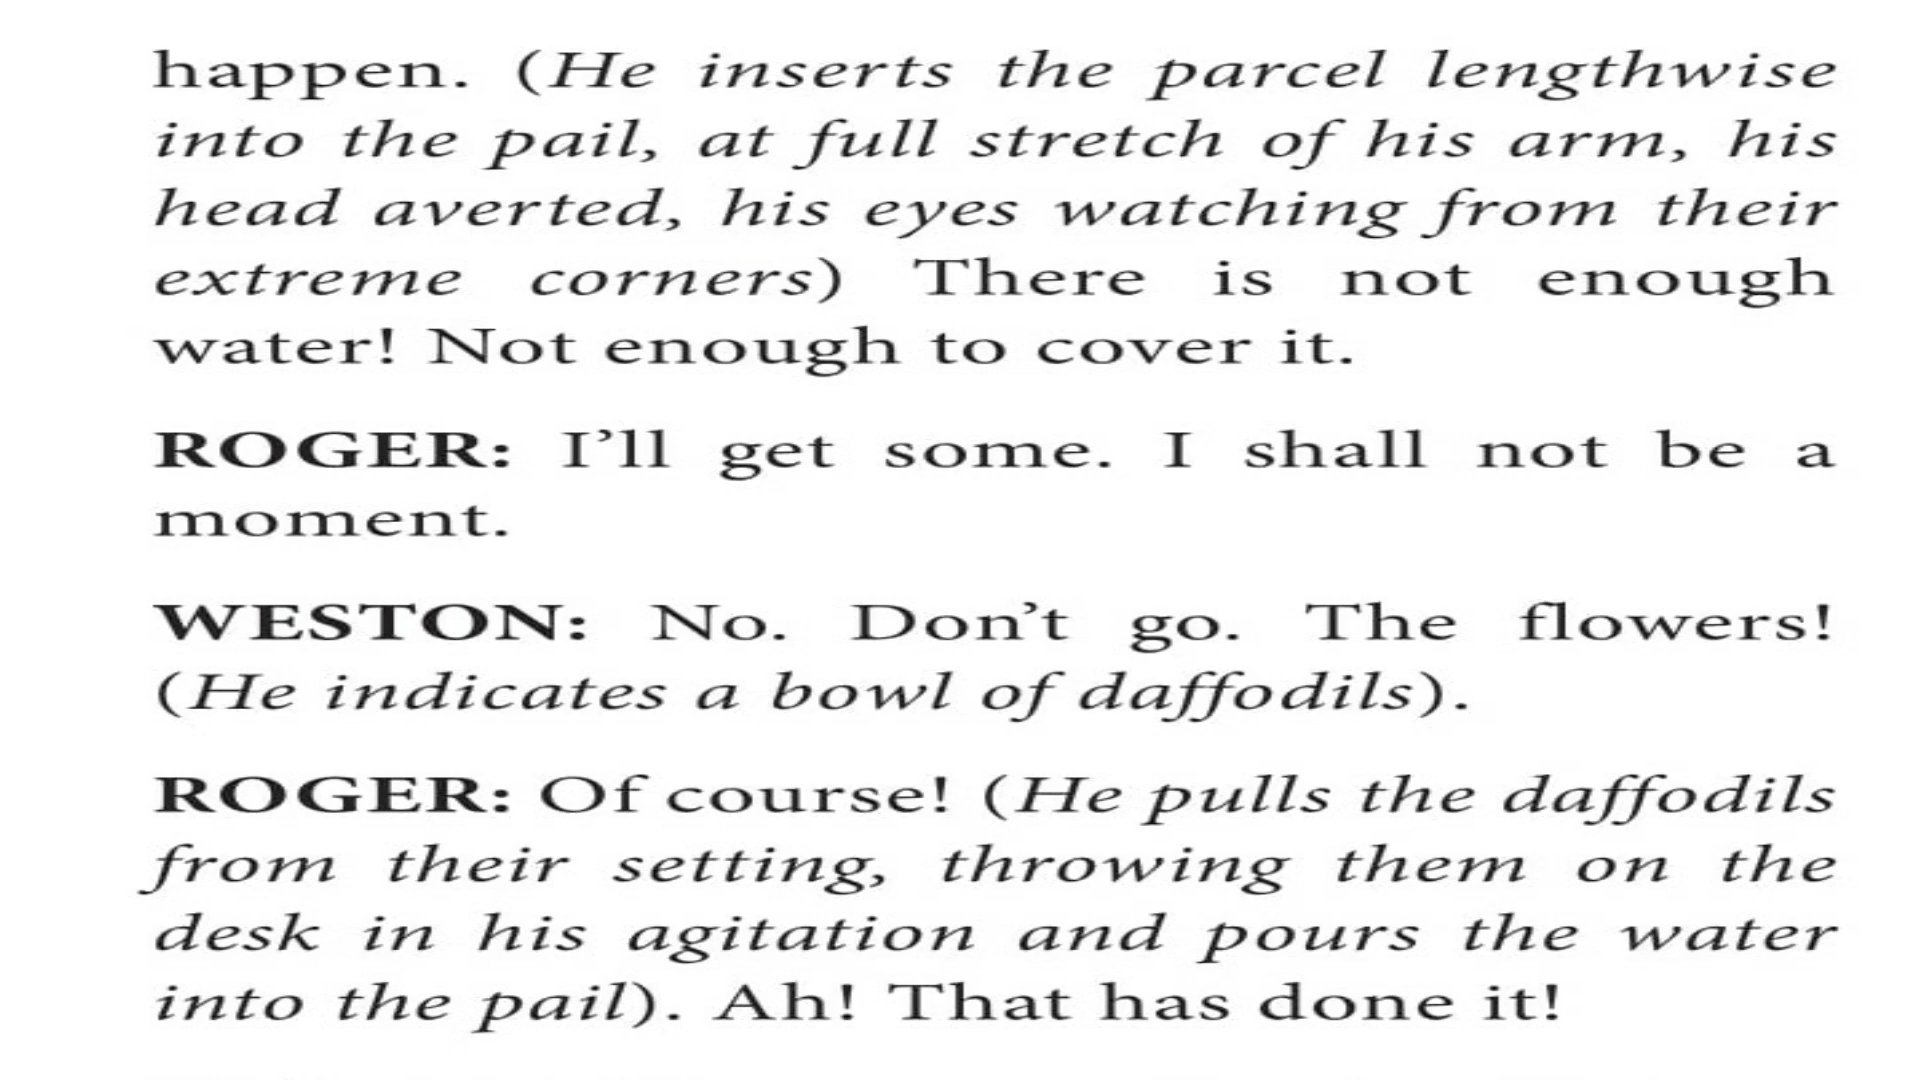 happen. (He inserts the parcel lengthwise
into the pail, at full stretch of his arm, his
head averted, his eyes watching from their
extreme corners) There is not enough
water! Not enough to cover it.
ROGER: I’ll get some. I shall not be a
moment.
WESTON: No. Don’t go. The flowers!
(He indicates a bowl of daffodils).
ROGER: Of course! (He pulls the daffodils
from their setting, throwing them on the
desk in his agitation and pours the water
into the pail). Ah! That has done it!